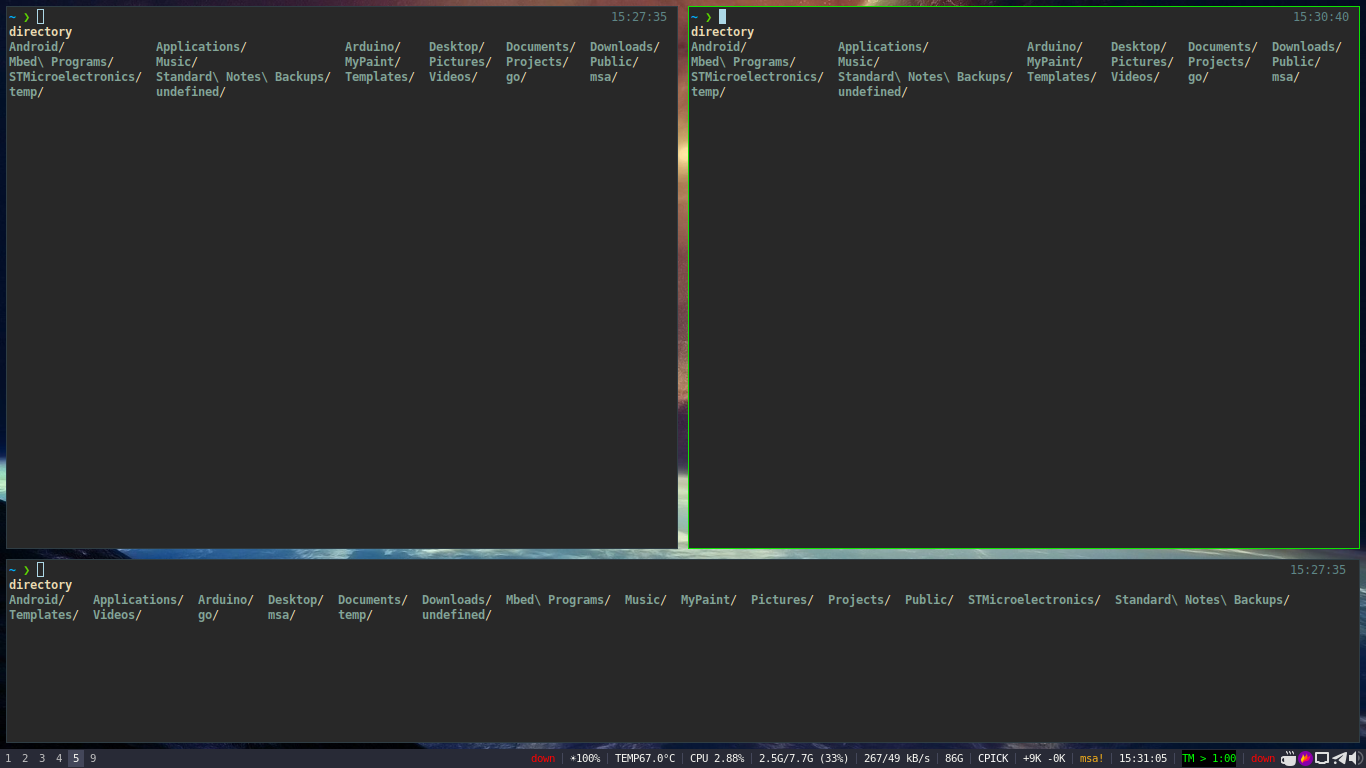 ~ ❯ 15:27:35
directory
Android/ Applications/ Arduino/ Desktop/ Documents/ Downloads/
Mbed\ Programs/ Music/ MyPaint/ Pictures/ Projects/ Public/
STMicroelectronics/ Standard\ Notes\ Backups/ Templates/ Videos/ go/ msa/
temp/ undefined/
~ ❯ 15:30:40
directory
Android/ Applications/ Arduino/ Desktop/ Documents/ Downloads/
Mbed\ Programs/ Music/ MyPaint/ Pictures/ Projects/ Public/
STMicroelectronics/ Standard\ Notes\ Backups/ Templates/ Videos/ go/ msa/
temp/ undefined/
~ ❯ 15:27:35
directory
Android/ Applications/ Arduino/ Desktop/ Documents/ Downloads/ Mbed\ Programs/ Music/ MyPaint/ Pictures/ Projects/ Public/ STMicroelectronics/ Standard\ Notes\ Backups/
Templates/ Videos/ go/ msa/ temp/ undefined/
1 2 3 4 5 9 down | ☀100% | TEMP67.0°C | CPU 2.88% | 2.5G/7.7G (33%) | 267/49 kB/s | 86G | CPICK | +9K -0K | msa! | 15:31:05 | TM > 1:00 | down